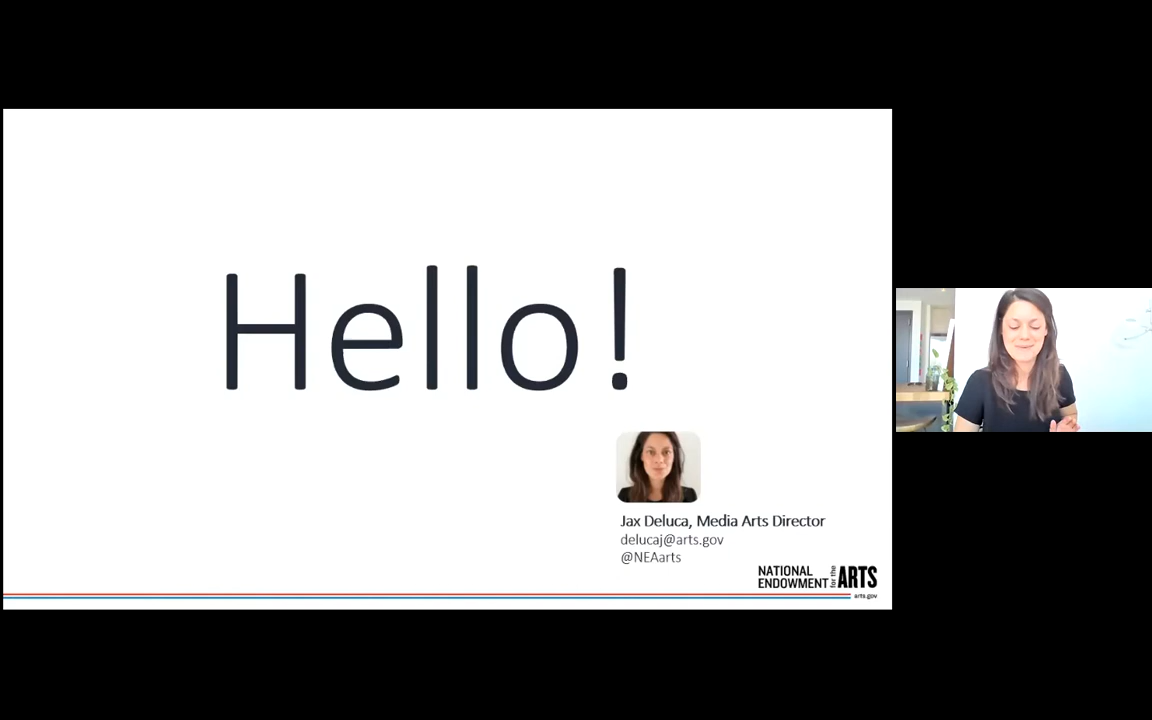 Hello!
Jax Deluca, Media Arts Director
delucaj@arts.gov
@NEAarts
NATIONAL
ENDOWMENT for the ARTS
arts.gov